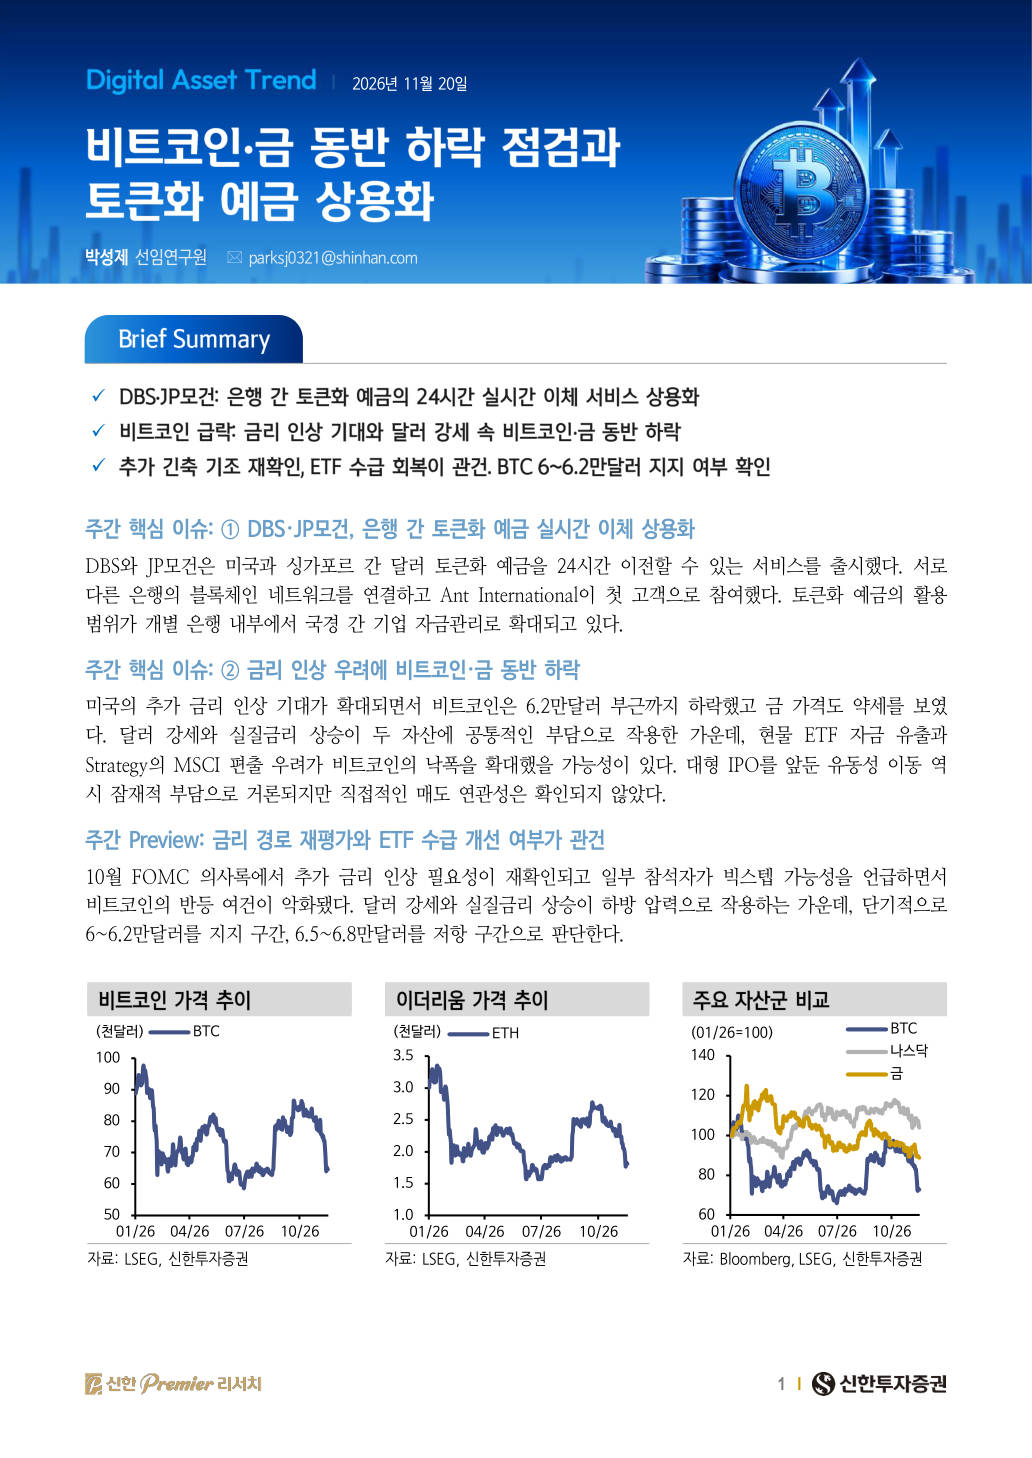 Digital Asset Trend | 2026년 11월 20일
비트코인·금 동반 하락 점검과
토큰화 예금 상용화
박성제 선임연구원 parksj0321@shinhan.com
Brief Summary
✓ DBS·JP모건: 은행 간 토큰화 예금의 24시간 실시간 이체 서비스 상용화
✓ 비트코인 급락: 금리 인상 기대와 달러 강세 속 비트코인·금 동반 하락
✓ 추가 긴축 기조 재확인, ETF 수급 회복이 관건. BTC 6~6.2만달러 지지 여부 확인
주간 핵심 이슈: ① DBS·JP모건, 은행 간 토큰화 예금 실시간 이체 상용화
DBS와 JP모건은 미국과 싱가포르 간 달러 토큰화 예금을 24시간 이전할 수 있는 서비스를 출시했다. 서로
다른 은행의 블록체인 네트워크를 연결하고 Ant International이 첫 고객으로 참여했다. 토큰화 예금의 활용
범위가 개별 은행 내부에서 국경 간 기업 자금관리로 확대되고 있다.
주간 핵심 이슈: ② 금리 인상 우려에 비트코인·금 동반 하락
미국의 추가 금리 인상 기대가 확대되면서 비트코인은 6.2만달러 부근까지 하락했고 금 가격도 약세를 보였
다. 달러 강세와 실질금리 상승이 두 자산에 공통적인 부담으로 작용한 가운데, 현물 ETF 자금 유출과
Strategy의 MSCI 편출 우려가 비트코인의 낙폭을 확대했을 가능성이 있다. 대형 IPO를 앞둔 유동성 이동 역
시 잠재적 부담으로 거론되지만 직접적인 매도 연관성은 확인되지 않았다.
주간 Preview: 금리 경로 재평가와 ETF 수급 개선 여부가 관건
10월 FOMC 의사록에서 추가 금리 인상 필요성이 재확인되고 일부 참석자가 빅스텝 가능성을 언급하면서
비트코인의 반등 여건이 악화됐다. 달러 강세와 실질금리 상승이 하방 압력으로 작용하는 가운데, 단기적으로
6~6.2만달러를 지지 구간, 6.5~6.8만달러를 저항 구간으로 판단한다.
비트코인 가격 추이
(천달러) BTC
100
90
80
70
60
50
01/26 04/26 07/26 10/26
자료: LSEG, 신한투자증권
이더리움 가격 추이
(천달러) ETH
3.5
3.0
2.5
2.0
1.5
1.0
01/26 04/26 07/26 10/26
자료: LSEG, 신한투자증권
주요 자산군 비교
(01/26=100) BTC
나스닥
금
140
120
100
80
60
01/26 04/26 07/26 10/26
자료: Bloomberg, LSEG, 신한투자증권
신한 Premier 리서치
1 | 신한투자증권